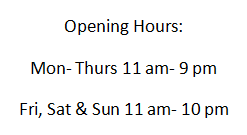 Opening Hours:
Mon- Thurs 11 am- 9 pm
Fri, Sat & Sun 11 am- 10 pm